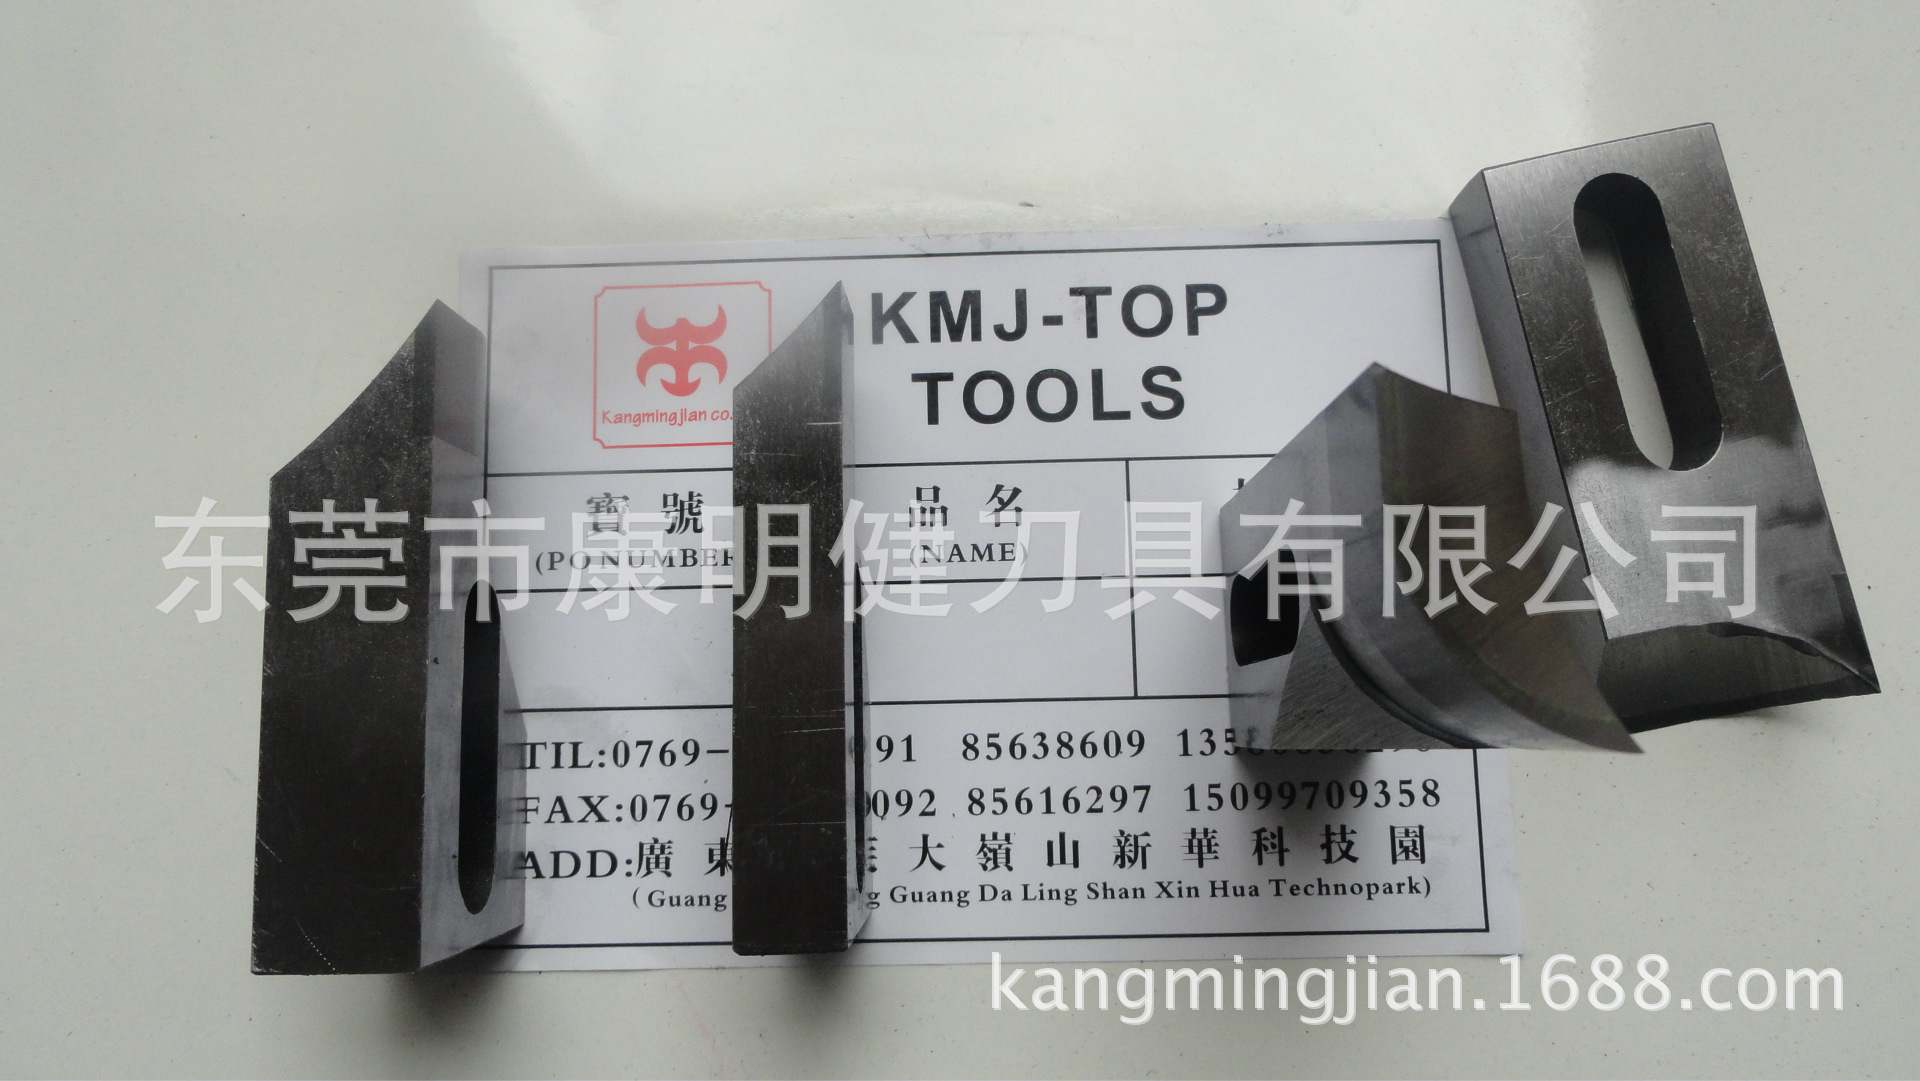 KMJ-TOP
TOOLS
Kangmingjian co.
寶號 品名
(PO NUMBER (NAME)
东莞市康明健刀具有限公司
TIL:0769- 91 85638609
FAX:0769- 092 85616297 15099709358
ADD:廣東 大嶺山新華科技園
(Guang Guang Da Ling Shan Xin Hua Technopark)
kangmingjian.1688.com